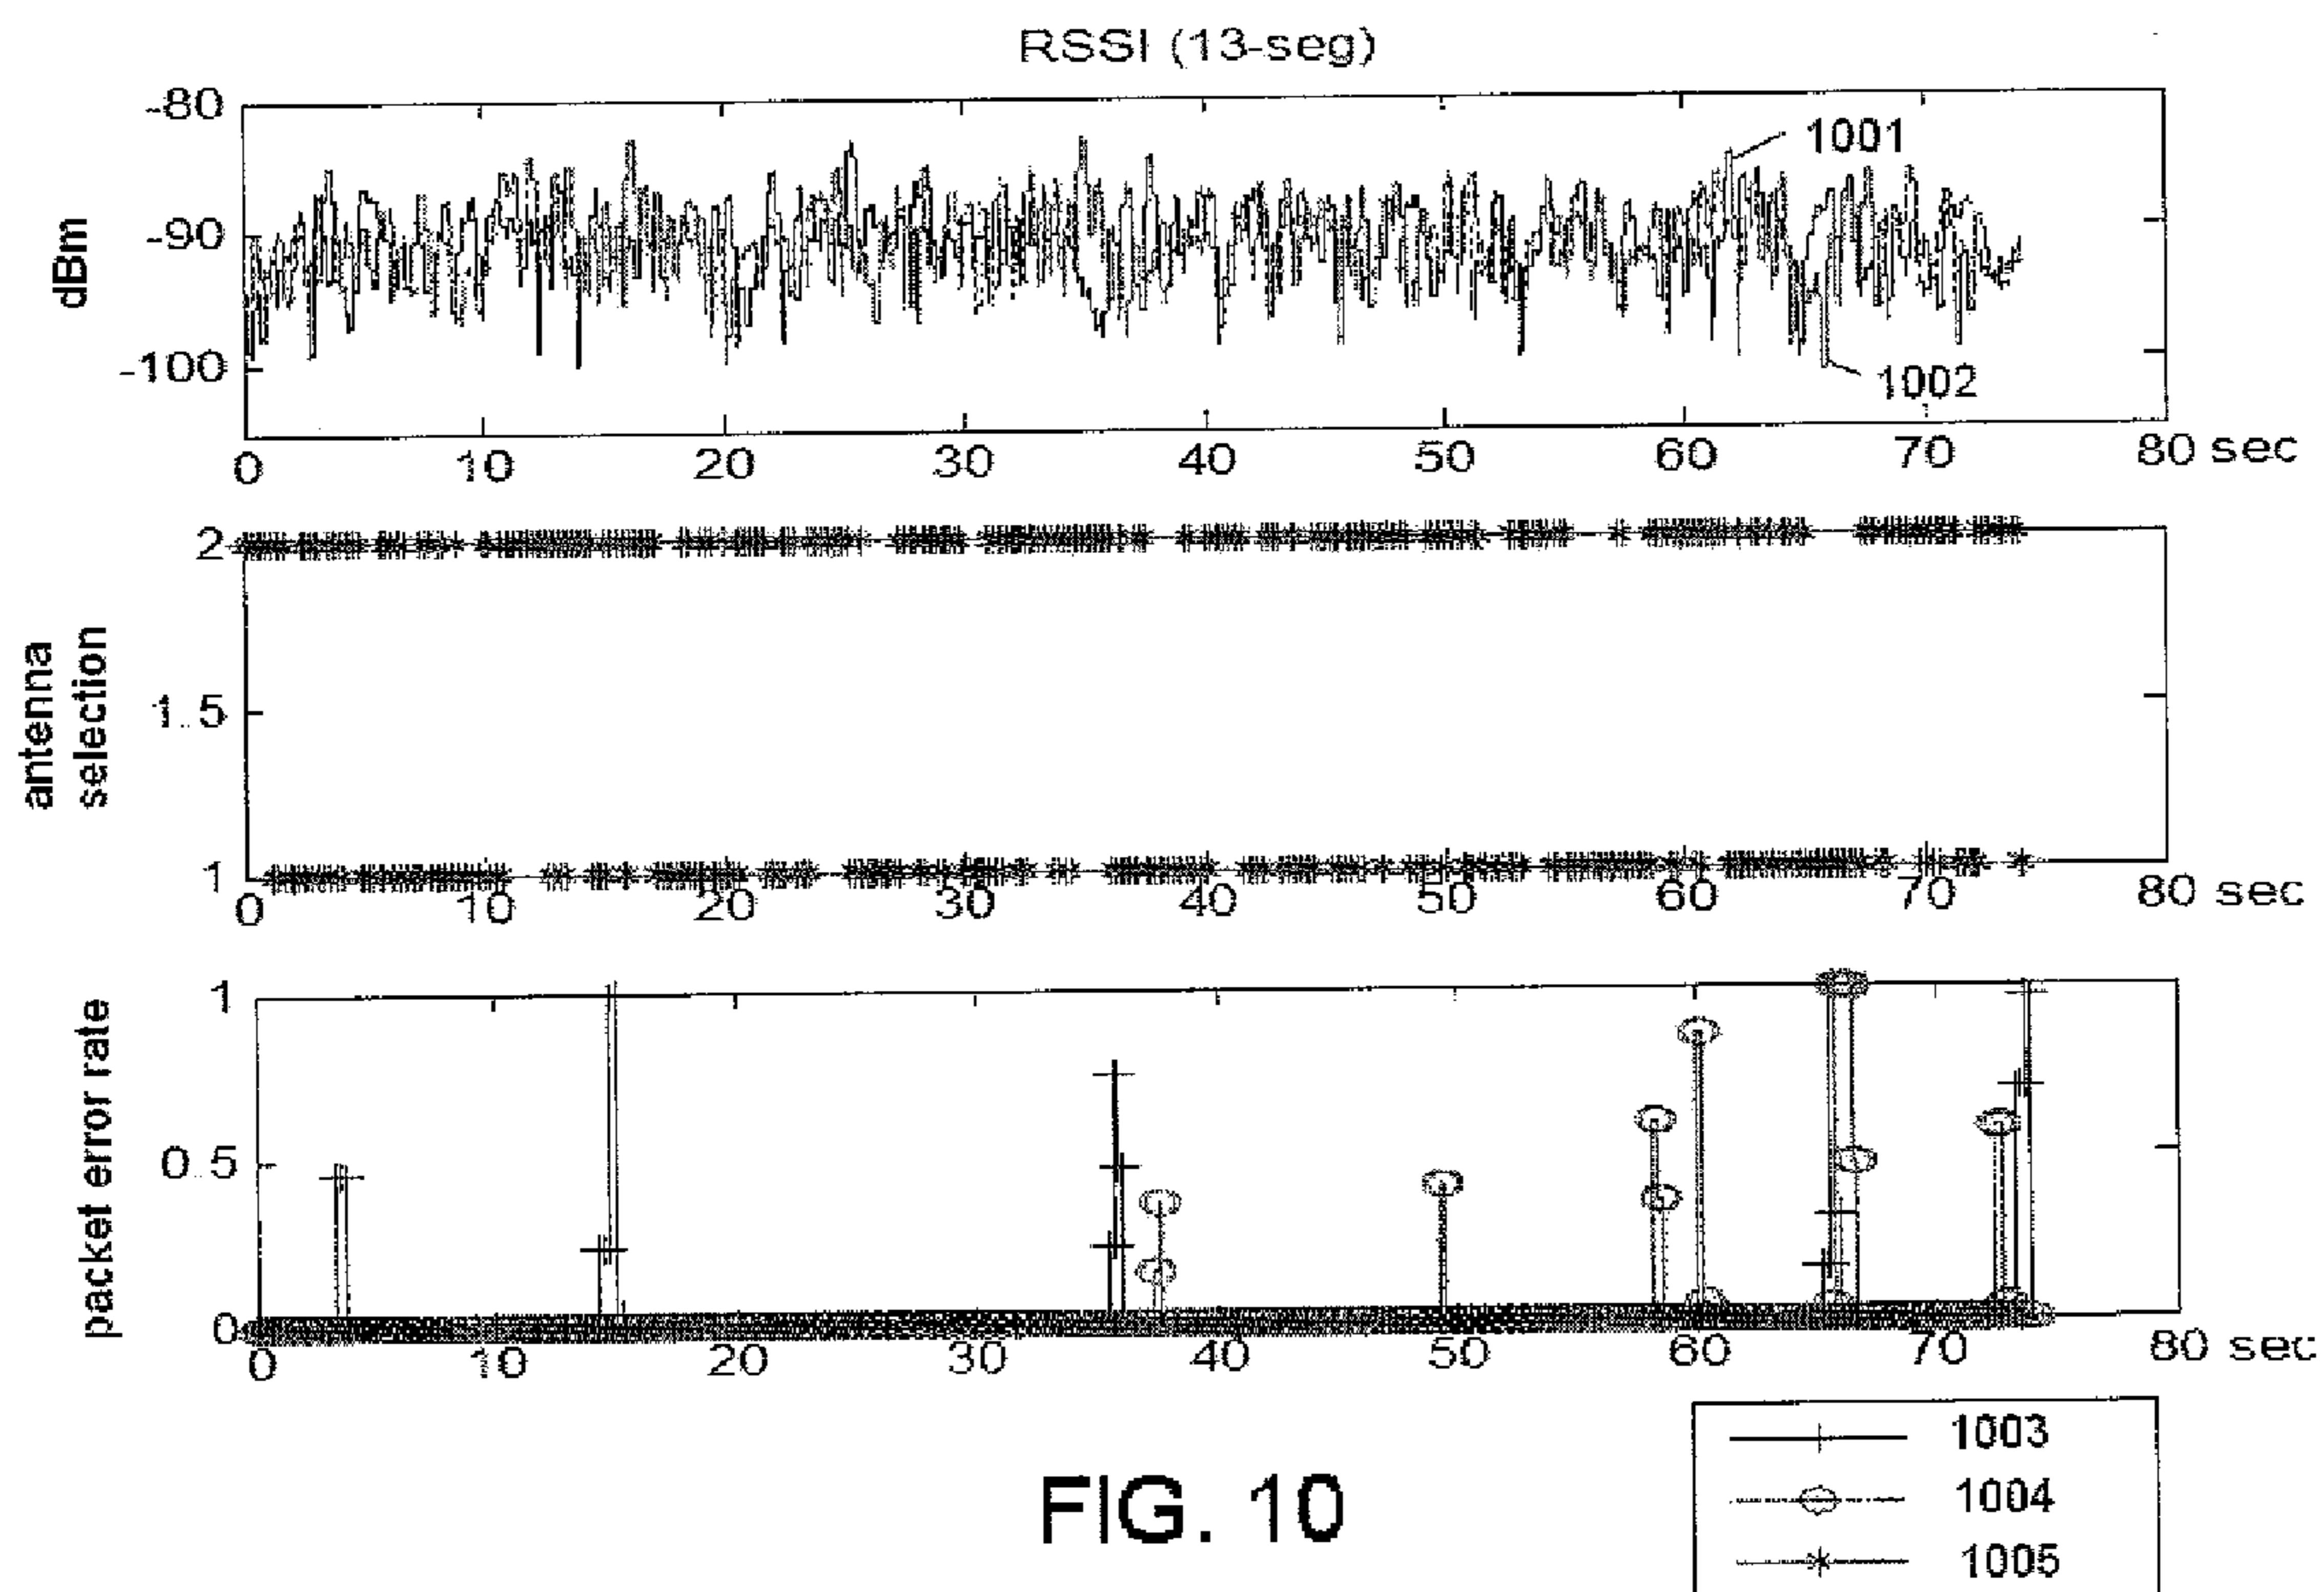 RSSI (13-seg)
-80
-90
-100
dBm
1001
1002
0 10 20 30 40 50 60 70 80 sec
2
1.5
1
antenna
selection
0 10 20 30 40 50 60 70 80 sec
1
0.5
0
packet error rate
0 10 20 30 40 50 60 70 80 sec
1003
1004
1005
FIG. 10